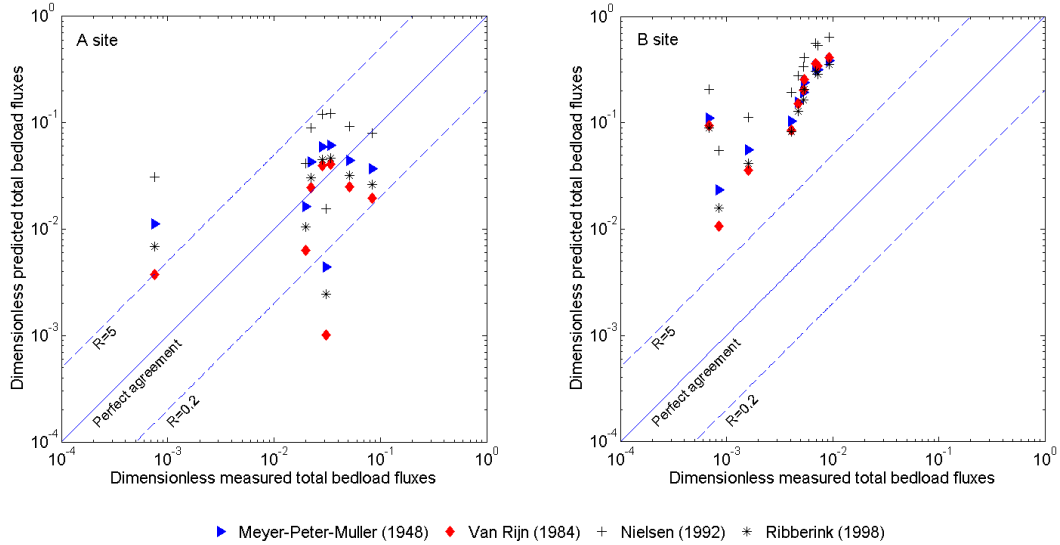 A site
B site
Dimensionless predicted total bedload fluxes
10^0
10^-1
10^-2
10^-3
10^-4
R=5
Perfect agreement
R=0.2
10^-4
10^-3
10^-2
10^-1
10^0
Dimensionless measured total bedload fluxes
Dimensionless predicted total bedload fluxes
10^0
10^-1
10^-2
10^-3
10^-4
R=5
Perfect agreement
R=0.2
10^-4
10^-3
10^-2
10^-1
10^0
Dimensionless measured total bedload fluxes
Meyer-Peter-Muller (1948)
Van Rijn (1984)
Nielsen (1992)
Ribberink (1998)